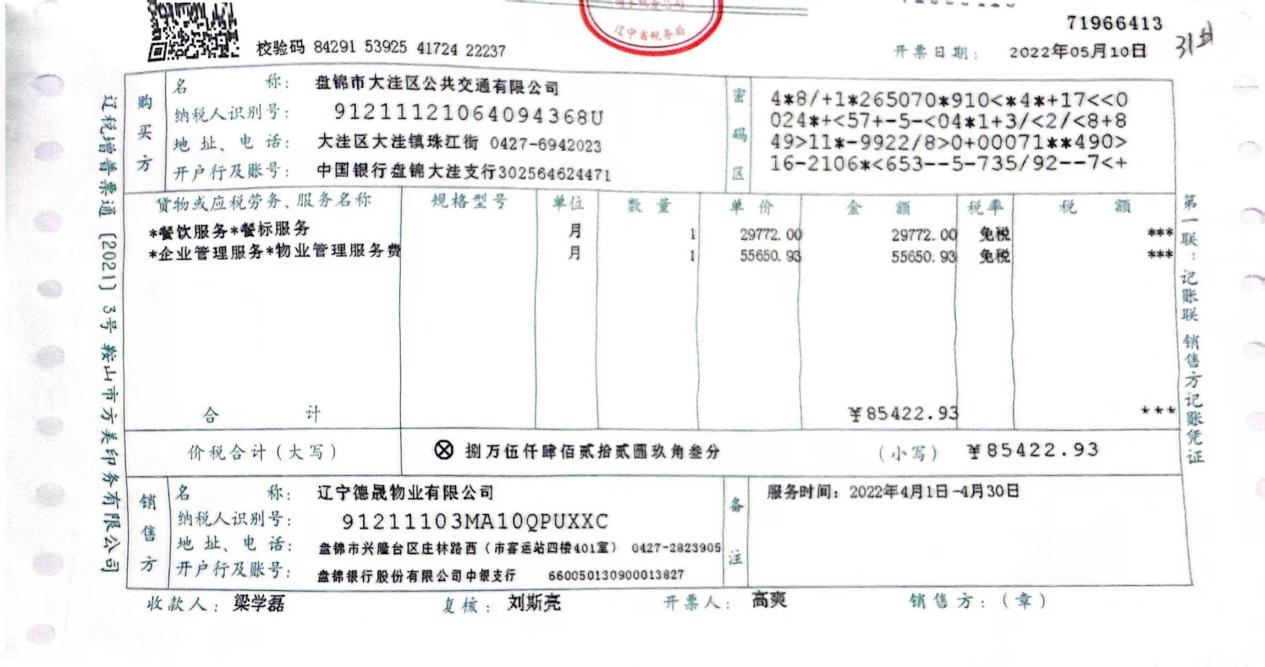 辽宁省税务局
71966413
校验码 84291 53925 41724 22237
开票日期: 2022年05月10日
购买方
名 称: 盘锦市大洼区公共交通有限公司
纳税人识别号: 91211121064094368U
地址、电话: 大洼区大洼镇珠江街 0427-6942023
开户行及账号: 中国银行盘锦大洼支行302564624471
密码区
4*8/+1*265070*910<*4*+17<<0
024*+<57+-5-<04*1+3/<2/<8+8
49>11*-9922/8>0+00071**490>
16-2106*<653--5-735/92--7<+
货物或应税劳务、服务名称 规格型号 单位 数量 单价 金额 税率 税额
*餐饮服务*餐标服务 月 1 29772.00 29772.00 免税 ***
*企业管理服务*物业管理服务费 月 1 55650.93 55650.93 免税 ***
合 计 ¥85422.93 ***
价税合计(大写) ⊗ 捌万伍仟肆佰贰拾贰圆玖角叁分 (小写) ¥85422.93
销售方
名 称: 辽宁德晟物业有限公司
纳税人识别号: 91211103MA10QPUXXC
地址、电话: 盘锦市兴隆台区庄林路西(市客运站四楼401室) 0427-2823905
开户行及账号: 盘锦银行股份有限公司中银支行 660050130900013827
备注
服务时间: 2022年4月1日-4月30日
收款人: 梁学磊 复核: 刘斯亮 开票人: 高爽 销售方:(章)
辽税增普票通〔2021〕3号 鞍山市方美印务有限公司
第一联:记账联 销售方记账凭证